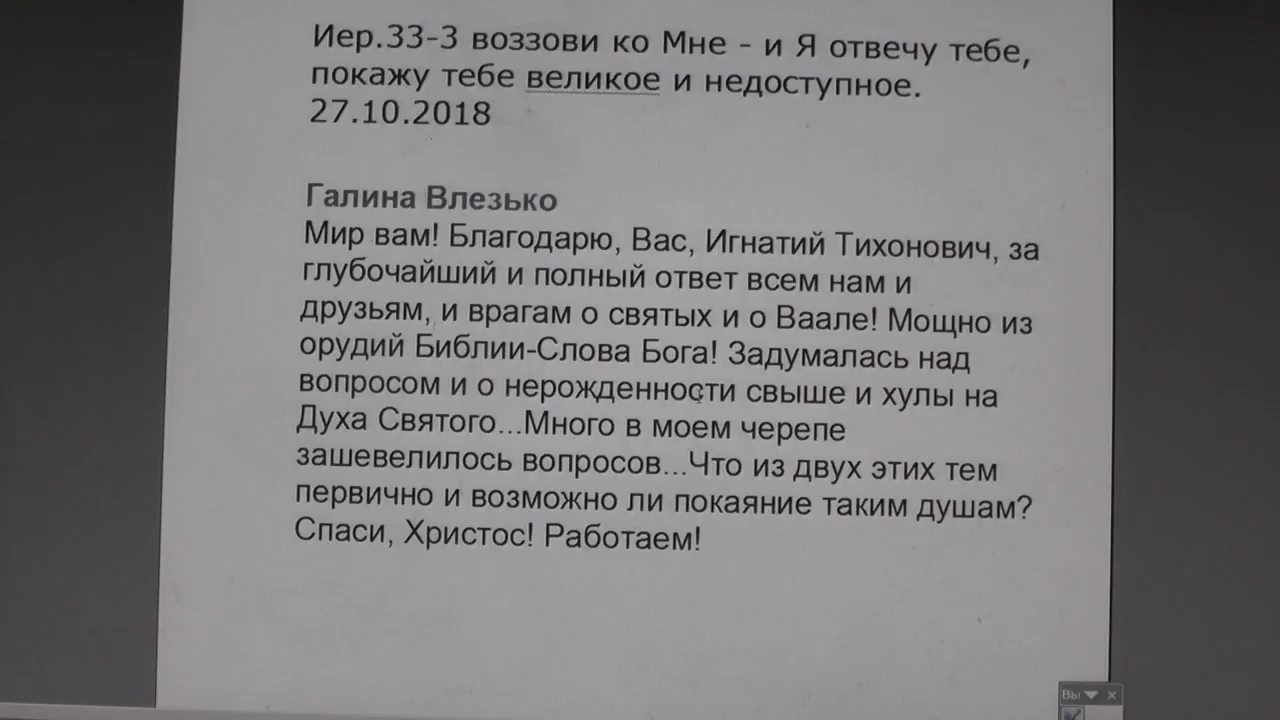 Иер.33-3 воззови ко Мне - и Я отвечу тебе,
покажу тебе великое и недоступное.
27.10.2018
Галина Влезько
Мир вам! Благодарю, Вас, Игнатий Тихонович, за
глубочайший и полный ответ всем нам и
друзьям, и врагам о святых и о Ваале! Мощно из
орудий Библии-Слова Бога! Задумалась над
вопросом и о нерожденности свыше и хулы на
Духа Святого...Много в моем черепе
зашевелилось вопросов...Что из двух этих тем
первично и возможно ли покаяние таким душам?
Спаси, Христос! Работаем!
Вы